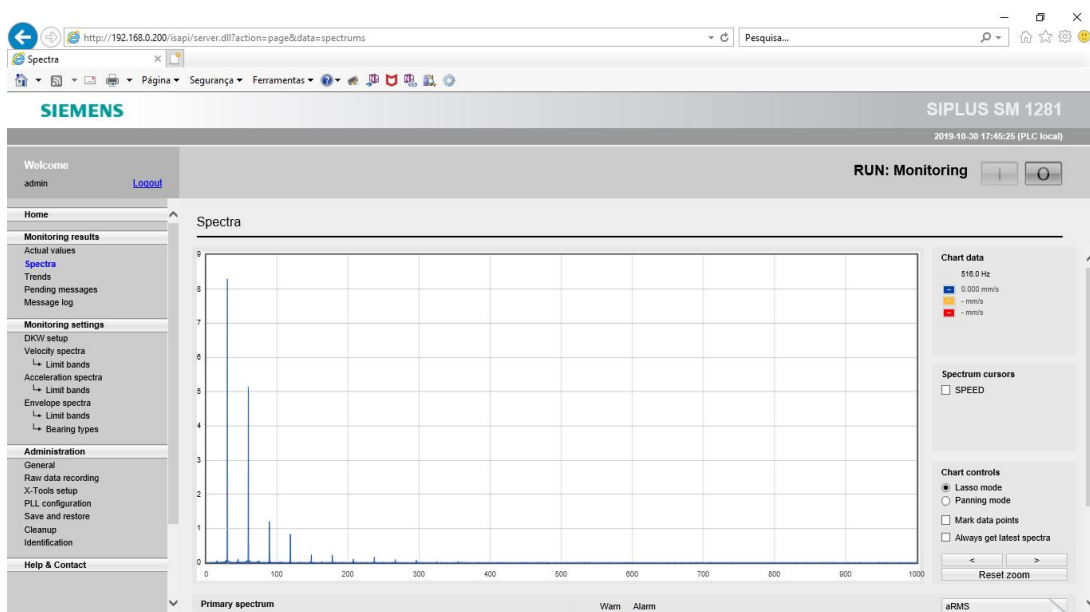 http://192.168.0.200/isapi/server.dll?action=page&data=spectrums
Pesquisa...
Spectra
Página
Segurança
Ferramentas
SIEMENS
SIPLUS SM 1281
2019-10-30 17:45:25 (PLC local)
Welcome
admin
Logout
RUN: Monitoring
I
O
Home
Monitoring results
Actual values
Spectra
Trends
Pending messages
Message log
Monitoring settings
DKW setup
Velocity spectra
Limit bands
Acceleration spectra
Limit bands
Envelope spectra
Limit bands
Bearing types
Administration
General
Raw data recording
X-Tools setup
PLL configuration
Save and restore
Cleanup
Identification
Help & Contact
Spectra
9
8
7
6
5
4
3
2
1
0
0 100 200 300 400 500 600 700 800 900 1000
Chart data
516.0 Hz
0.000 mm/s
- mm/s
- mm/s
Spectrum cursors
SPEED
Chart controls
Lasso mode
Panning mode
Mark data points
Always get latest spectra
< >
Reset zoom
Primary spectrum
Warn Alarm
aRMS